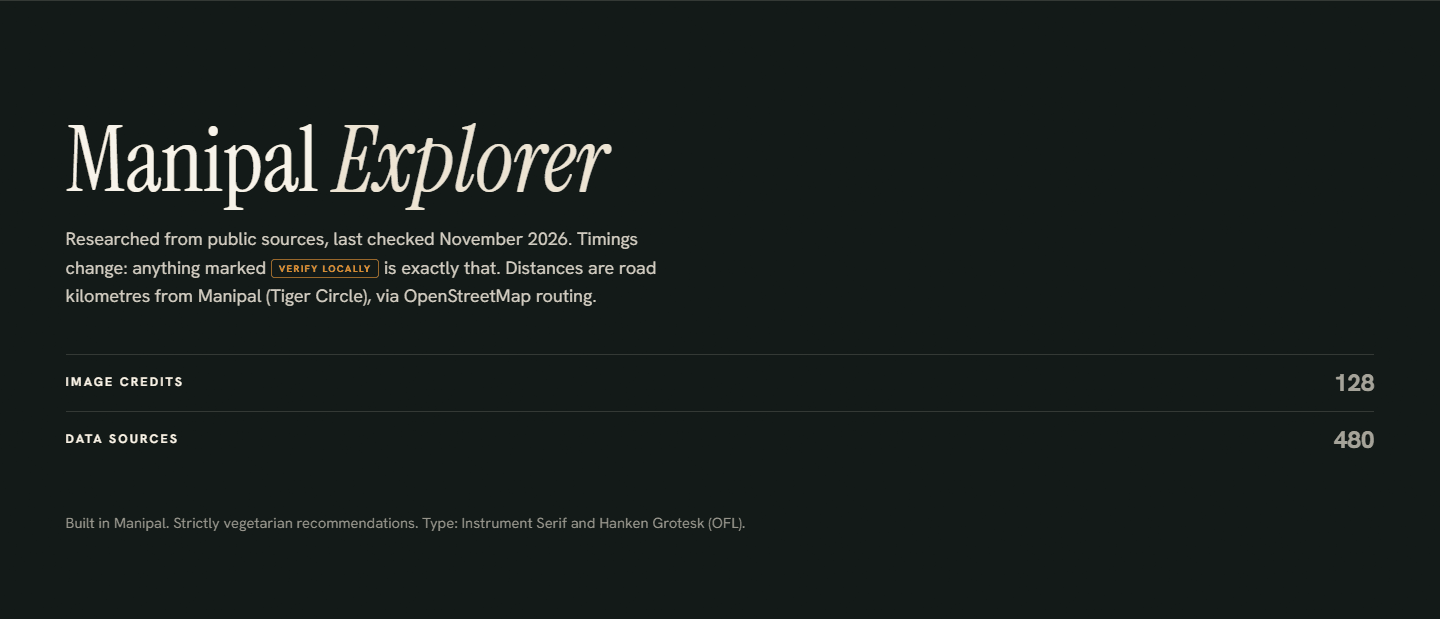 Manipal Explorer
Researched from public sources, last checked November 2026. Timings
change: anything marked VERIFY LOCALLY is exactly that. Distances are road
kilometres from Manipal (Tiger Circle), via OpenStreetMap routing.
IMAGE CREDITS 128
DATA SOURCES 480
Built in Manipal. Strictly vegetarian recommendations. Type: Instrument Serif and Hanken Grotesk (OFL).